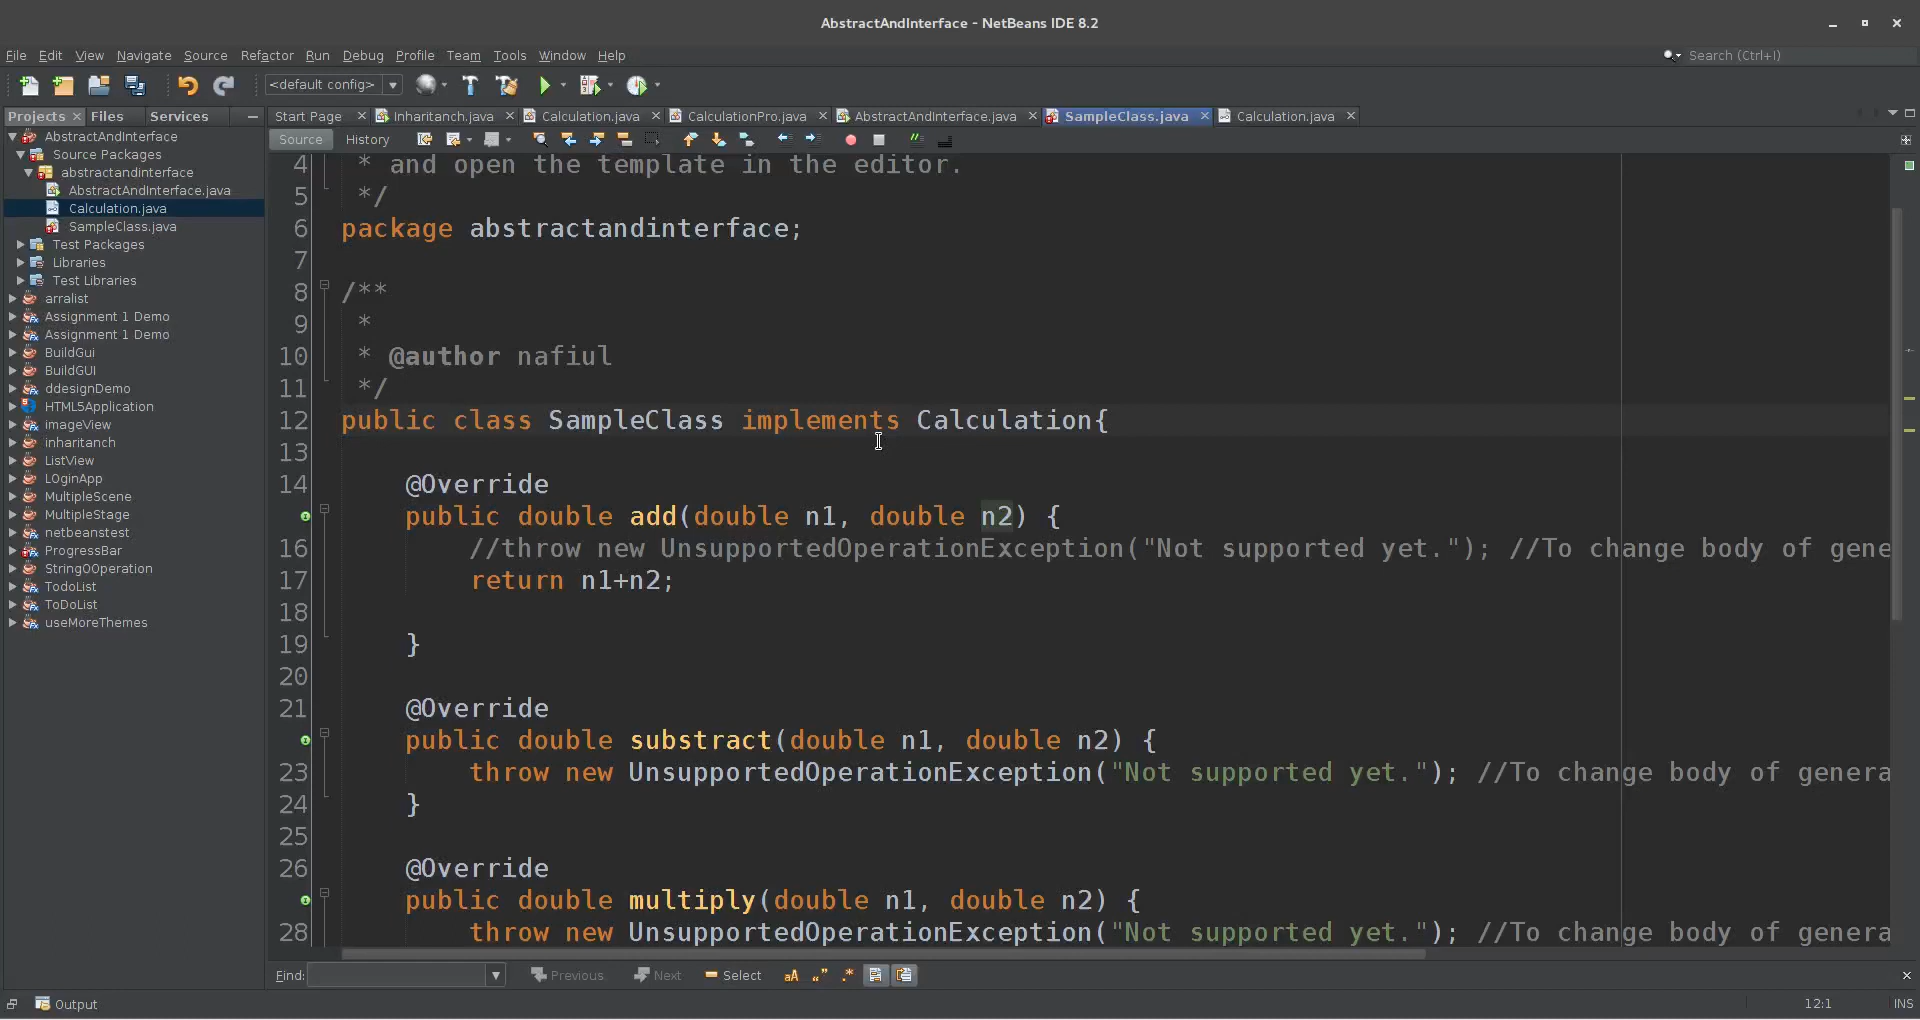 AbstractAndInterface - NetBeans IDE 8.2
File Edit View Navigate Source Refactor Run Debug Profile Team Tools Window Help
Search (Ctrl+I)
<default config>
Projects Files Services
Start Page Inharitanch.java Calculation.java CalculationPro.java AbstractAndInterface.java SampleClass.java Calculation.java
Source History
AbstractAndInterface
Source Packages
abstractandinterface
AbstractAndInterface.java
Calculation.java
SampleClass.java
Test Packages
Libraries
Test Libraries
arralist
Assignment 1 Demo
Assignment 1 Demo
BuildGui
BuildGUI
ddesignDemo
HTML5Application
imageView
inharitanch
ListView
LOginApp
MultipleScene
MultipleStage
netbeanstest
ProgressBar
StringOOperation
TodoList
ToDoList
useMoreThemes
4 * and open the template in the editor.
5 */
6 package abstractandinterface;
7
8 /**
9 *
10 * @author nafiul
11 */
12 public class SampleClass implements Calculation{
13
14 @Override
public double add(double n1, double n2) {
16 //throw new UnsupportedOperationException("Not supported yet."); //To change body of gene
17 return n1+n2;
18
19 }
20
21 @Override
public double substract(double n1, double n2) {
23 throw new UnsupportedOperationException("Not supported yet."); //To change body of genera
24 }
25
26 @Override
public double multiply(double n1, double n2) {
28 throw new UnsupportedOperationException("Not supported yet."); //To change body of genera
Find: Previous Next Select aA
Output
12:1 INS